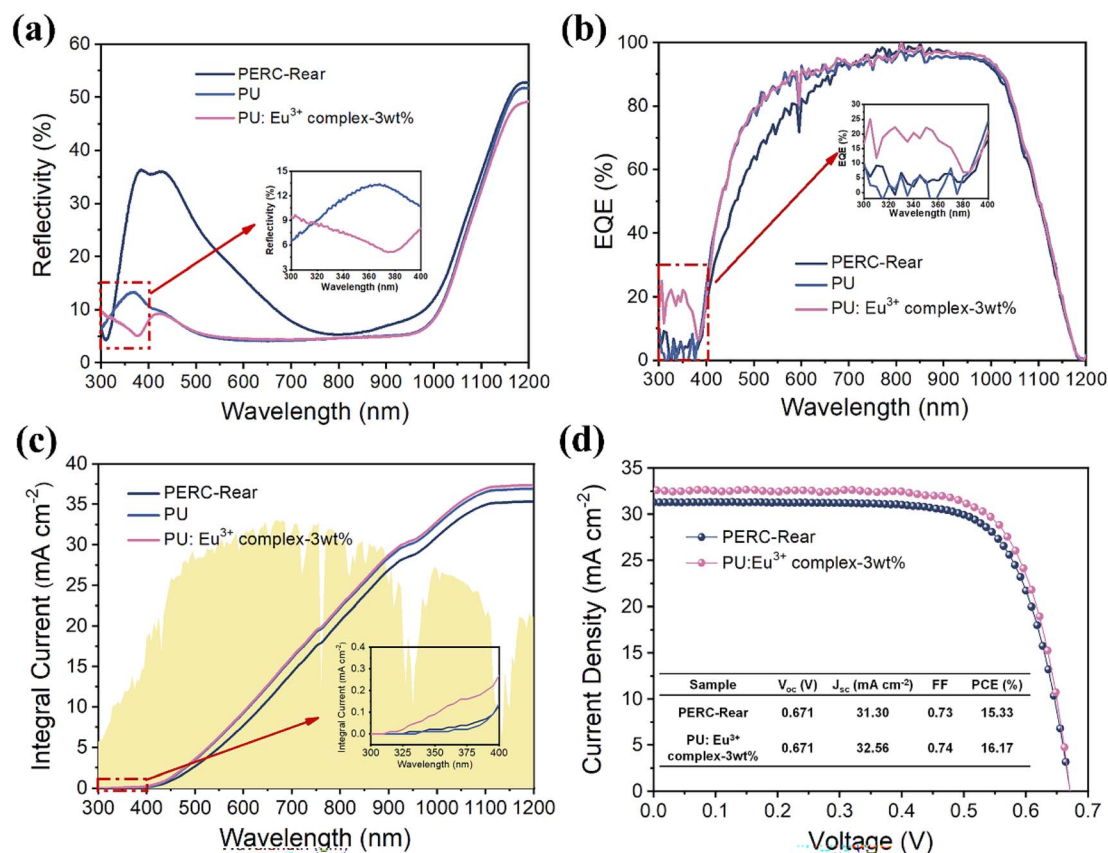 (a)
60
50
40
30
20
10
0
Reflectivity (%)
PERC-Rear
PU
PU: Eu³⁺ complex-3wt%
15
12
9
6
3
Reflectivity (%)
300 320 340 360 380 400
Wavelength (nm)
300 400 500 600 700 800 900 1000 1100 1200
Wavelength (nm)
(b)
100
80
60
40
20
0
EQE (%)
30
25
20
15
10
5
0
EQE (%)
300 320 340 360 380 400
Wavelength (nm)
PERC-Rear
PU
PU: Eu³⁺ complex-3wt%
300 400 500 600 700 800 900 1000 1100 1200
Wavelength (nm)
(c)
40
35
30
25
20
15
10
5
0
Integral Current (mA cm⁻²)
PERC-Rear
PU
PU: Eu³⁺ complex-3wt%
0.4
0.3
0.2
0.1
0.0
Integral Current (mA cm⁻²)
300 325 350 375 400
Wavelength (nm)
300 400 500 600 700 800 900 1000 1100 1200
Wavelength (nm)
(d)
35
30
25
20
15
10
5
0
Current Density (mA cm⁻²)
PERC-Rear
PU:Eu³⁺ complex-3wt%
Sample Voc (V) Jsc (mA cm⁻²) FF PCE (%)
PERC-Rear 0.671 31.30 0.73 15.33
PU: Eu³⁺
complex-3wt% 0.671 32.56 0.74 16.17
0.0 0.1 0.2 0.3 0.4 0.5 0.6 0.7
Voltage (V)